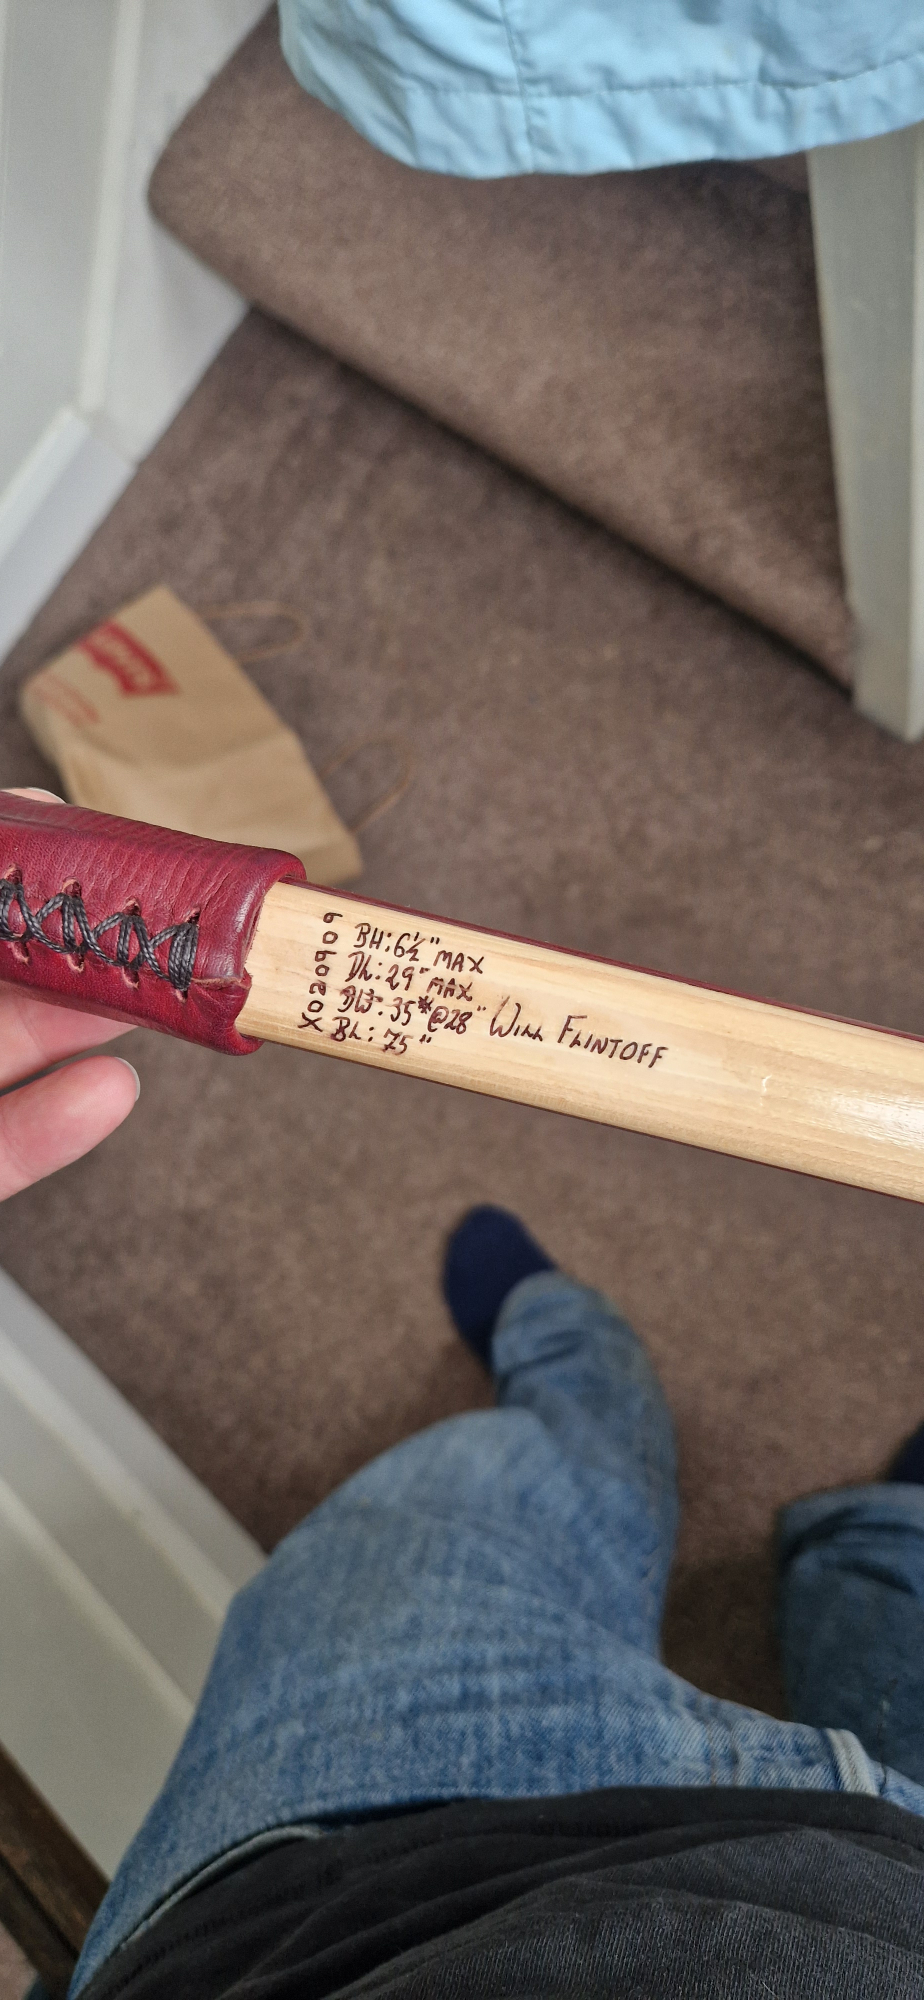 X020909
BH: 6½" MAX
DL: 29" MAX
DW: 35# @28"
BL: 75"
Will Flintoff